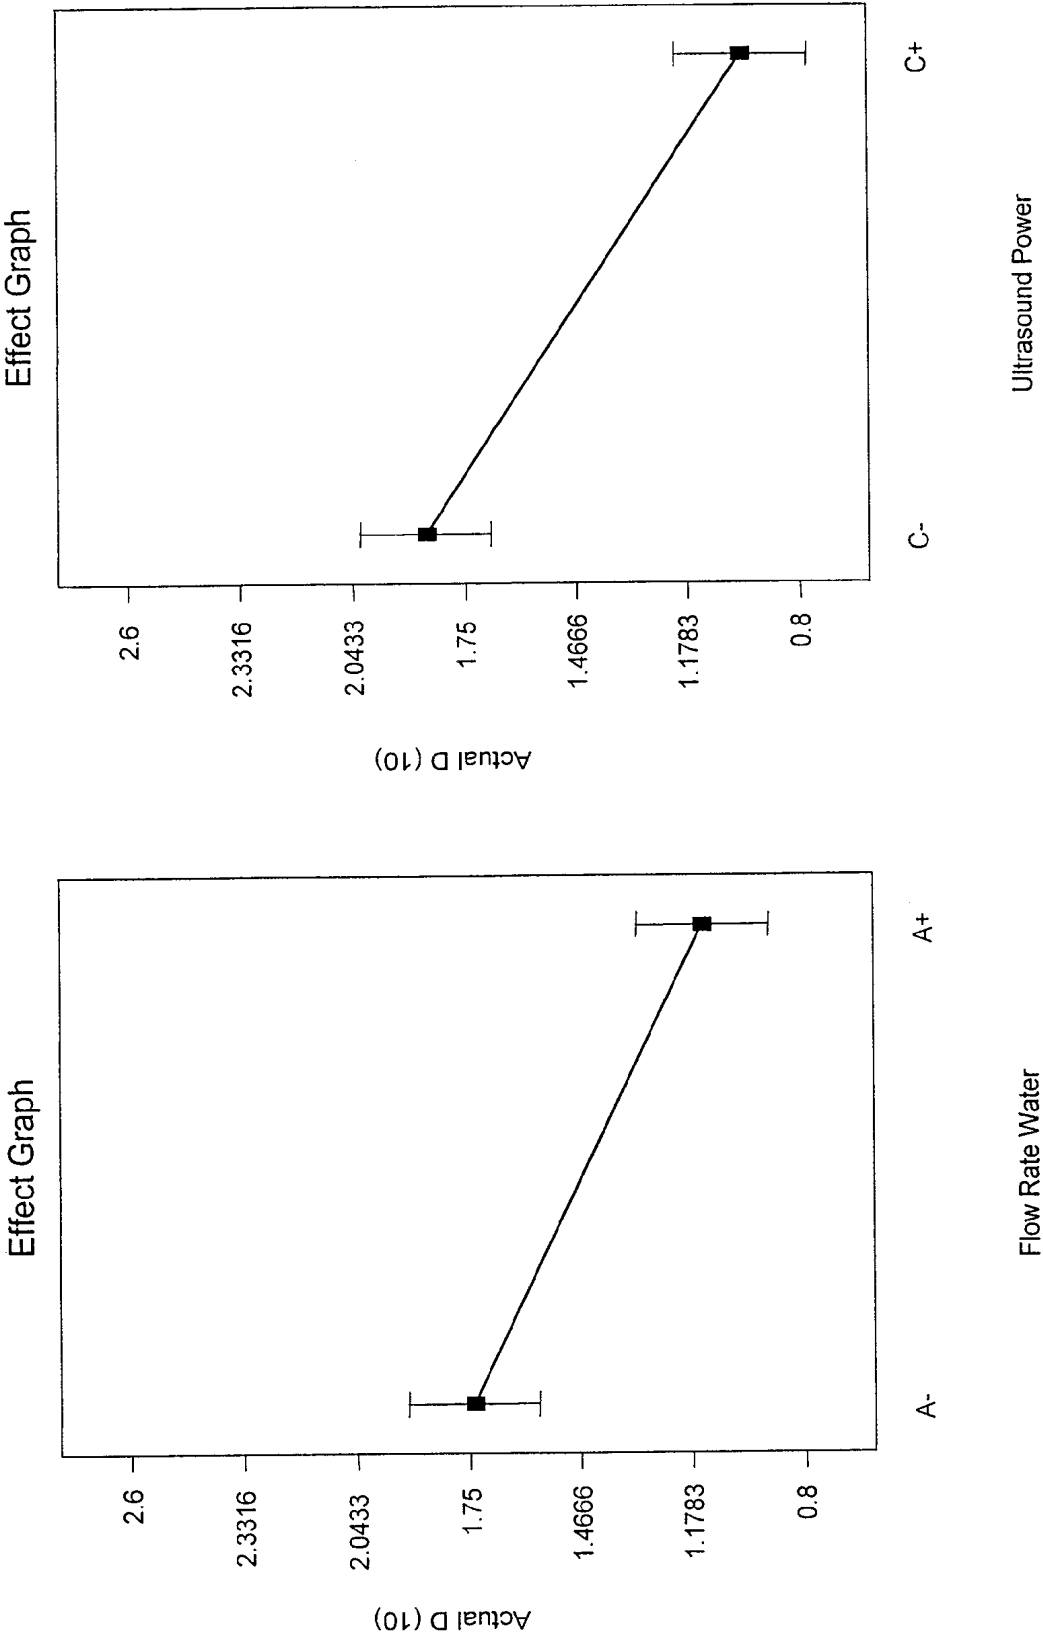 Effect Graph
Actual D (10)
2.6
2.3316
2.0433
1.75
1.4666
1.1783
0.8
A-
A+
Flow Rate Water
Effect Graph
Actual D (10)
2.6
2.3316
2.0433
1.75
1.4666
1.1783
0.8
C-
C+
Ultrasound Power